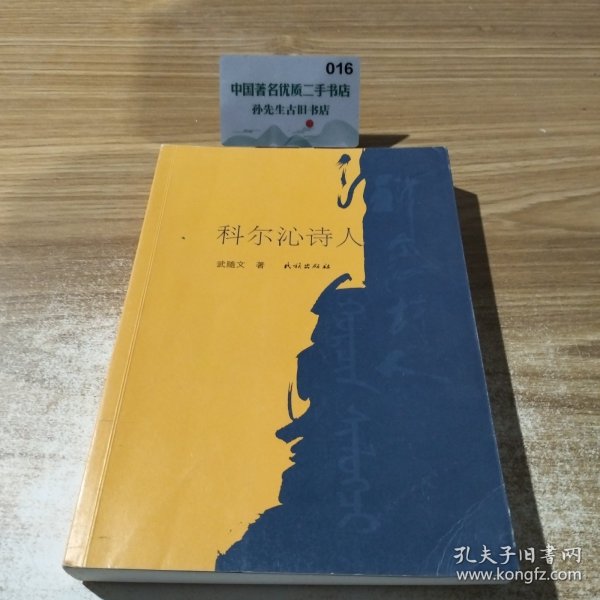 016
中国著名优质二手书店
孙先生古旧书店
科尔沁诗人
武随文 著 民族出版社
孔夫子旧书网
www.kongfz.com